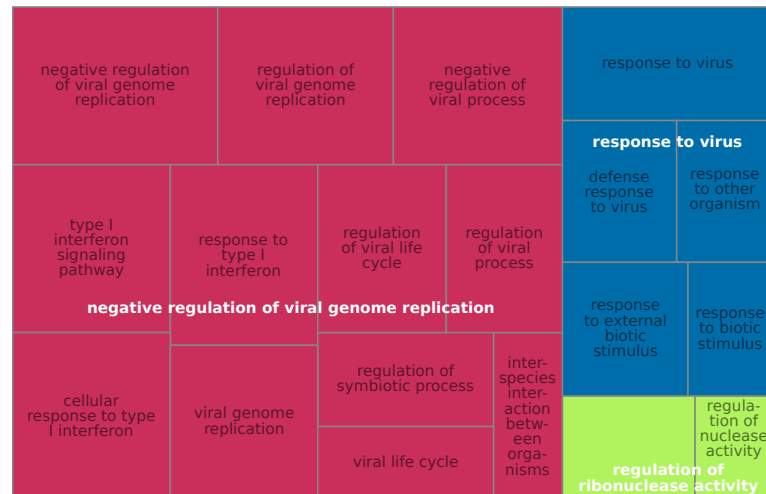 negative regulation
of viral genome
replication
regulation of
viral genome
replication
negative
regulation of
viral process
response to virus
response to virus
defense
response
to virus
response
to other
organism
type I
interferon
signaling
pathway
response to
type I
interferon
regulation
of viral life
cycle
regulation
of viral
process
negative regulation of viral genome replication
response
to external
biotic
stimulus
response
to biotic
stimulus
cellular
response to type
I interferon
viral genome
replication
regulation of
symbiotic process
viral life cycle
inter-
species
inter-
action
betw-
een
orga-
nisms
regula-
tion of
nuclease
activity
regulation of
ribonuclease activity